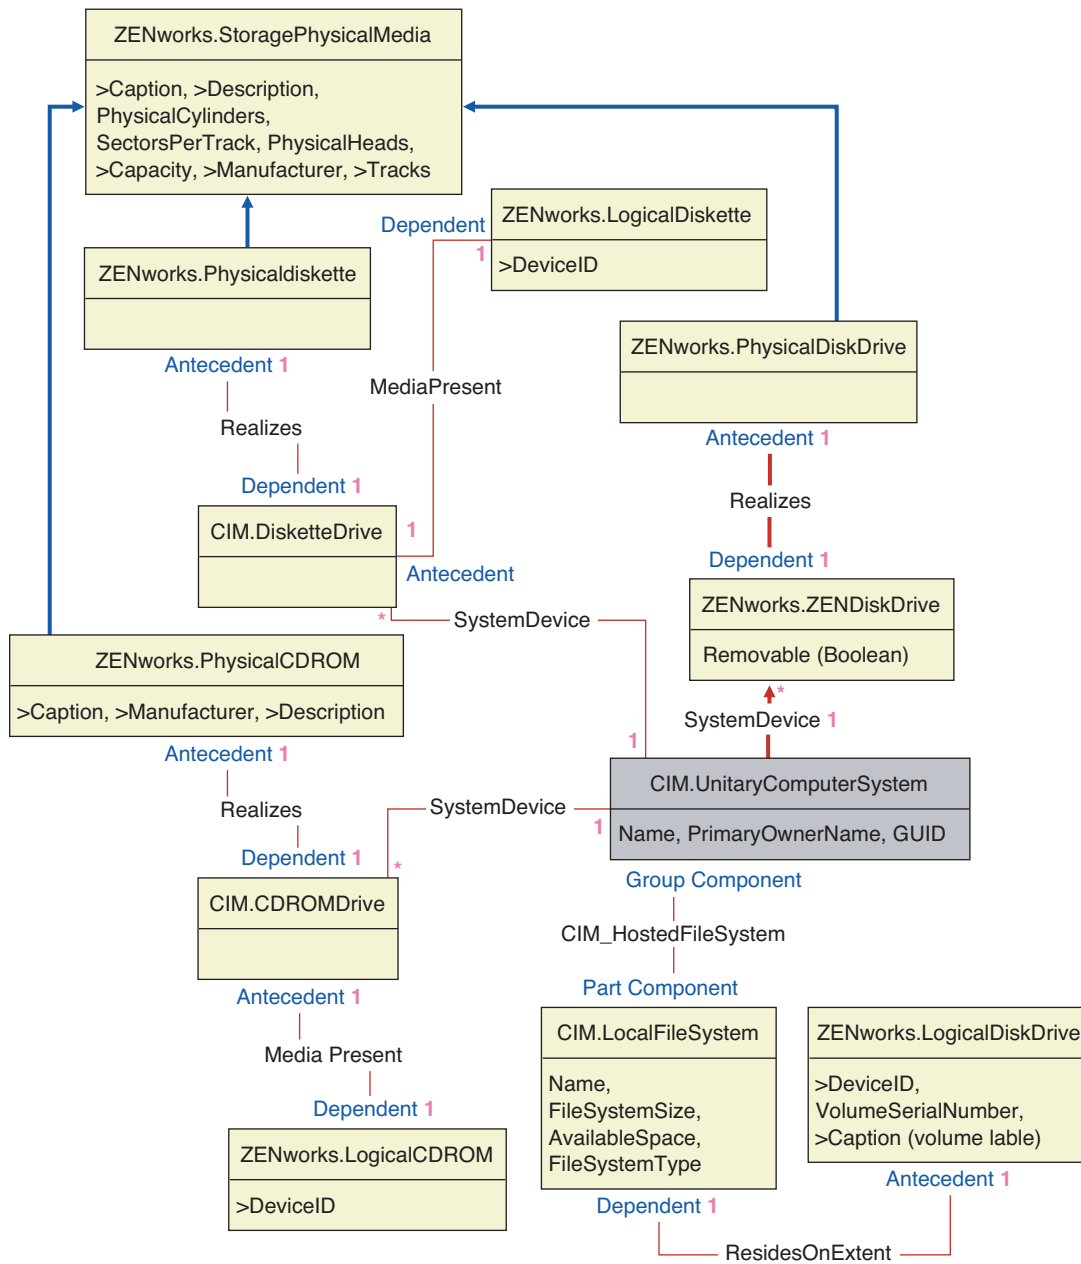 ZENworks.StoragePhysicalMedia
>Caption, >Description,
PhysicalCylinders,
SectorsPerTrack, PhysicalHeads,
>Capacity, >Manufacturer, >Tracks
Dependent
1
ZENworks.LogicalDiskette
>DeviceID
ZENworks.Physicaldiskette
Antecedent 1
Realizes
Dependent 1
MediaPresent
ZENworks.PhysicalDiskDrive
Antecedent 1
Realizes
Dependent 1
CIM.DisketteDrive
1
Antecedent
*
SystemDevice
1
ZENworks.ZENDiskDrive
Removable (Boolean)
*
SystemDevice 1
ZENworks.PhysicalCDROM
>Caption, >Manufacturer, >Description
Antecedent 1
Realizes
Dependent 1
SystemDevice
1
*
CIM.UnitaryComputerSystem
Name, PrimaryOwnerName, GUID
Group Component
CIM_HostedFileSystem
Part Component
CIM.CDROMDrive
Antecedent 1
Media Present
Dependent 1
ZENworks.LogicalCDROM
>DeviceID
CIM.LocalFileSystem
Name,
FileSystemSize,
AvailableSpace,
FileSystemType
Dependent 1
ZENworks.LogicalDiskDrive
>DeviceID,
VolumeSerialNumber,
>Caption (volume lable)
Antecedent 1
ResidesOnExtent